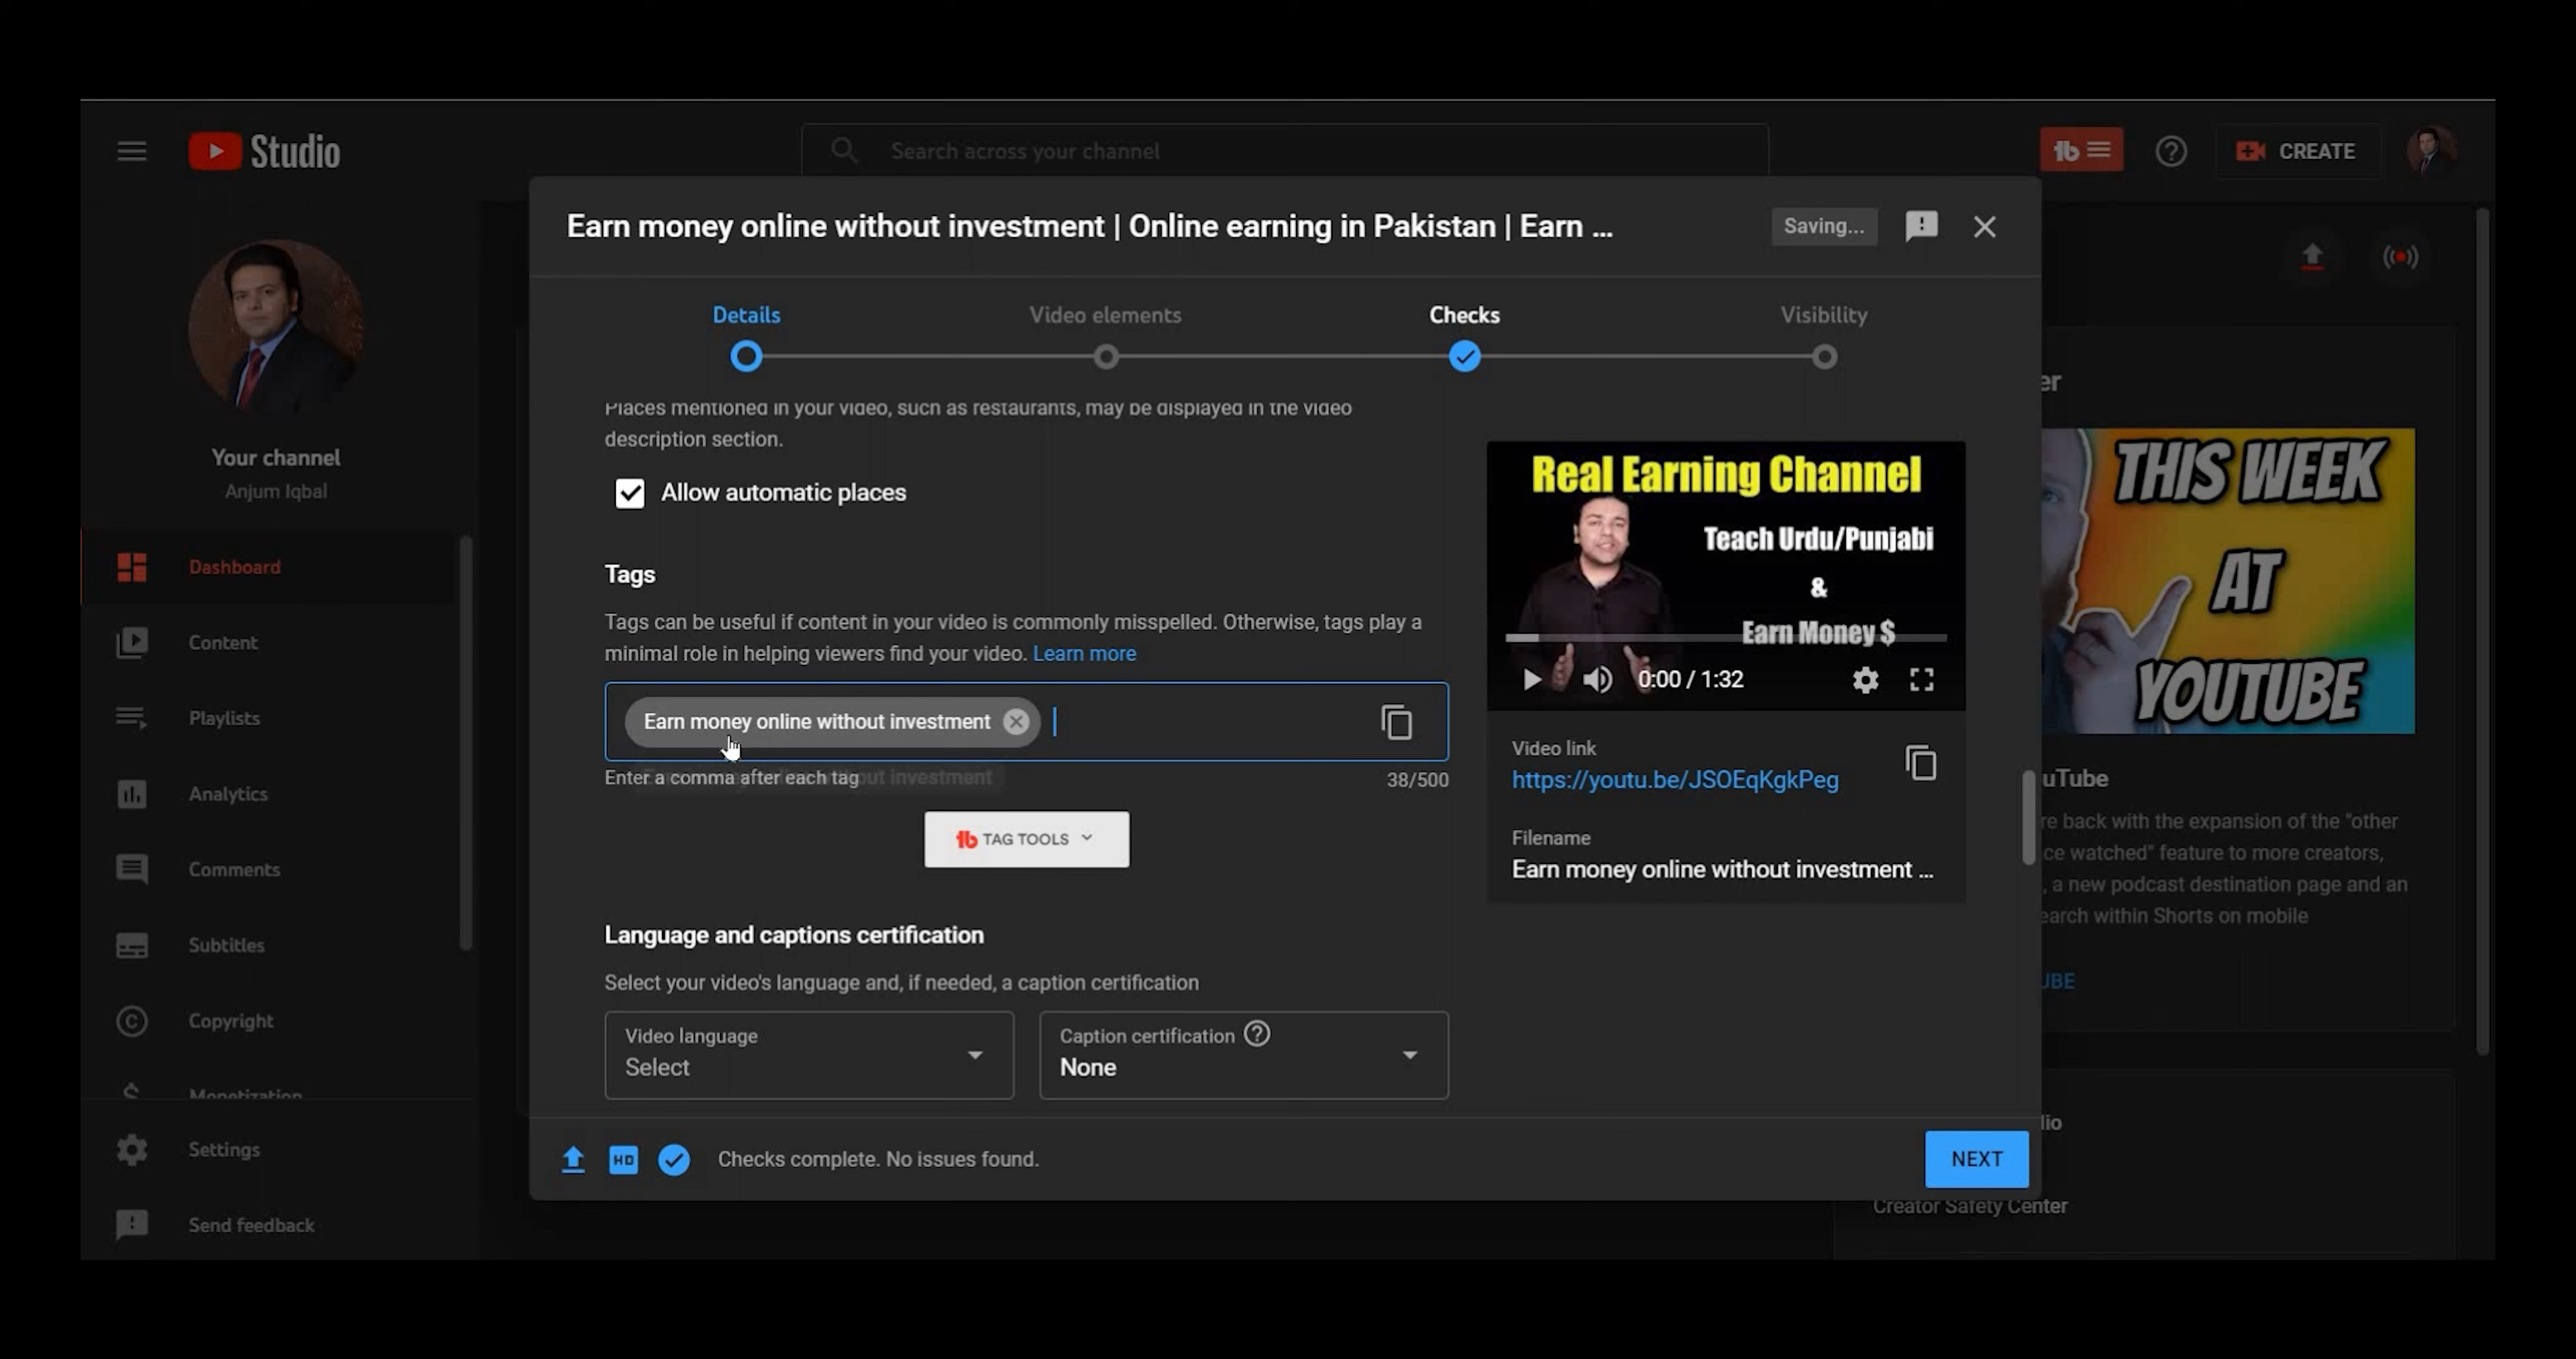 Studio
Search across your channel
CREATE
Earn money online without investment | Online earning in Pakistan | Earn ...
Saving...
Details
Video elements
Checks
Visibility
Your channel
Anjum Iqbal
Dashboard
Content
Playlists
Analytics
Comments
Subtitles
Copyright
Monetization
Settings
Send feedback
Places mentioned in your video, such as restaurants, may be displayed in the video
description section.
Allow automatic places
Tags
Tags can be useful if content in your video is commonly misspelled. Otherwise, tags play a
minimal role in helping viewers find your video. Learn more
Earn money online without investment
Enter a comma after each tag
38/500
tb TAG TOOLS
Language and captions certification
Select your video's language and, if needed, a caption certification
Video language
Select
Caption certification
None
Real Earning Channel
Teach Urdu/Punjabi
&
Earn Money $
0:00 / 1:32
Video link
https://youtu.be/JSOEqKgkPeg
Filename
Earn money online without investment ...
HD
Checks complete. No issues found.
NEXT
er
THIS WEEK
AT
YOUTUBE
uTube
re back with the expansion of the "other
ce watched" feature to more creators,
, a new podcast destination page and an
earch within Shorts on mobile
UBE
dio
Creator Safety Center